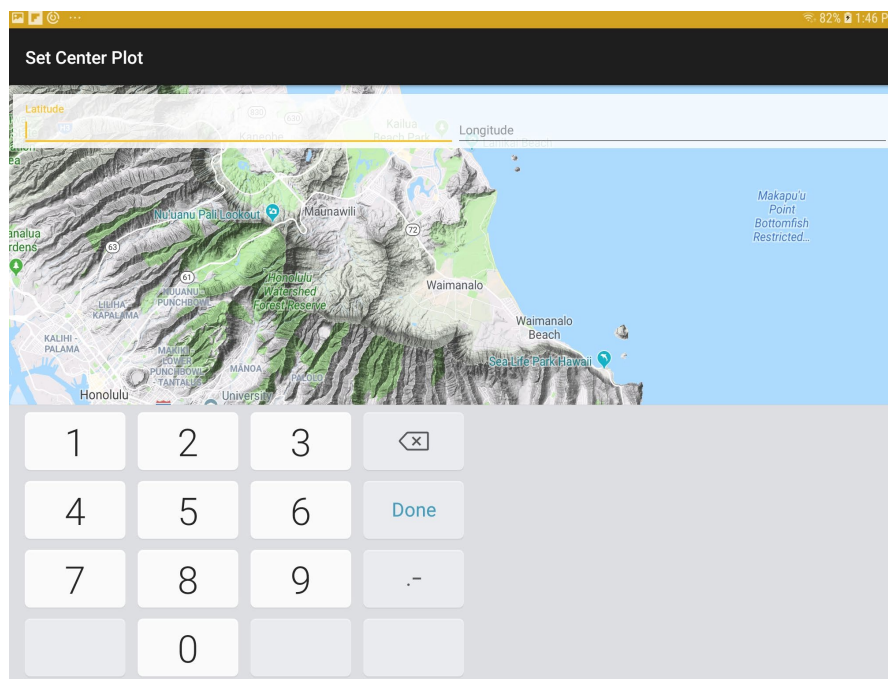 82% 1:46 P
Set Center Plot
Latitude
Longitude
Kailua
Beach Park
Lanikai Beach
Kaneohe
Nu'uanu Pali Lookout
Maunawili
72
Makapu'u
Point
Bottomfish
Restricted...
analua
rdens
63
61
Honolulu
Watershed
Forest Reserve
NUUANU
PUNCHBOWL
LILIHA
KAPALAMA
Waimanalo
Waimanalo
Beach
KALIHI -
PALAMA
MAKIKI
LOWER
PUNCHBOWL
- TANTALUS
MANOA
PALOLO
Sea Life Park Hawaii
Honolulu
University
1 2 3
4 5 6 Done
7 8 9 .-
0